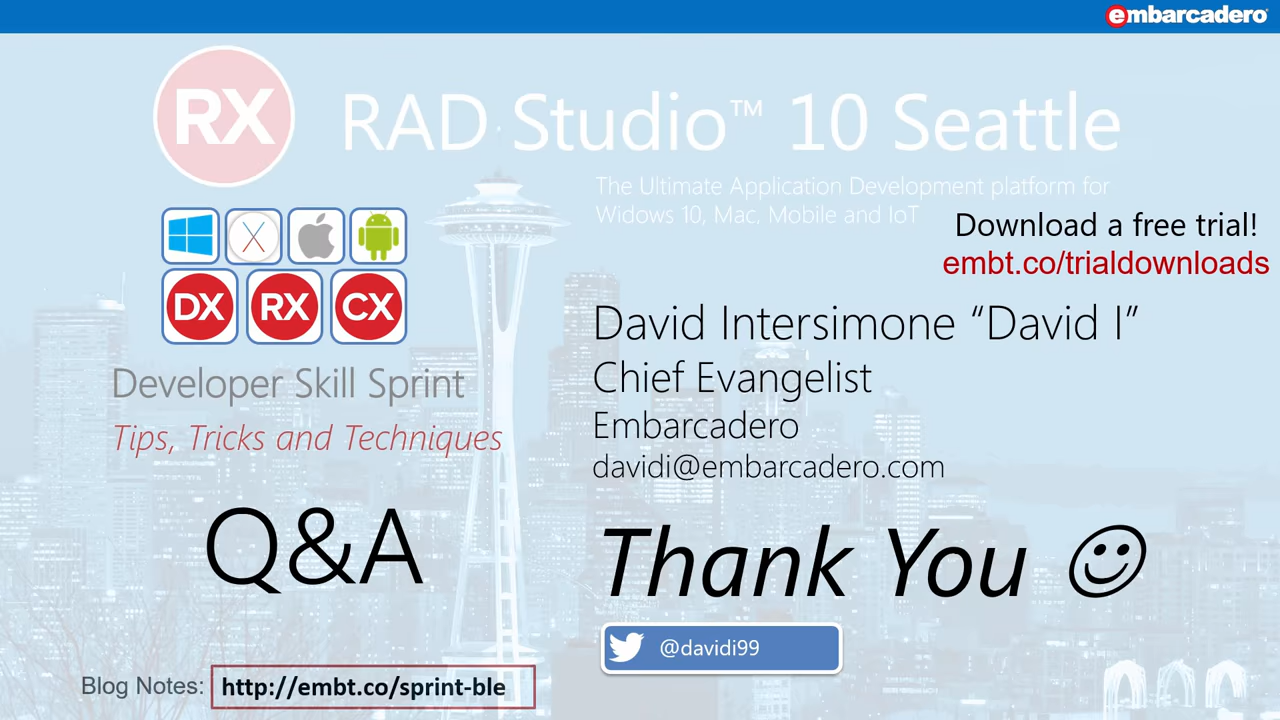 embarcadero
RX
RAD Studio™ 10 Seattle
The Ultimate Application Development platform for
Widows 10, Mac, Mobile and IoT
Download a free trial!
embt.co/trialdownloads
X
DX RX CX
David Intersimone “David I”
Chief Evangelist
Embarcadero
davidi@embarcadero.com
Developer Skill Sprint
Tips, Tricks and Techniques
Q&A
Thank You ☺
@davidi99
Blog Notes: http://embt.co/sprint-ble